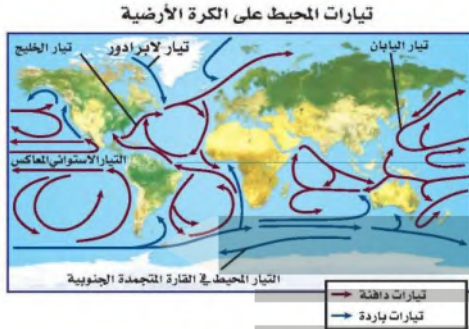 تيارات المحيط على الكرة الأرضية
تيار اليابان
تيار لابرادور
تيار الخليج
التيار الاستوائي المعاكس
التيار المحيط في القارة المتجمدة الجنوبية
تيارات دافئة
تيارات باردة